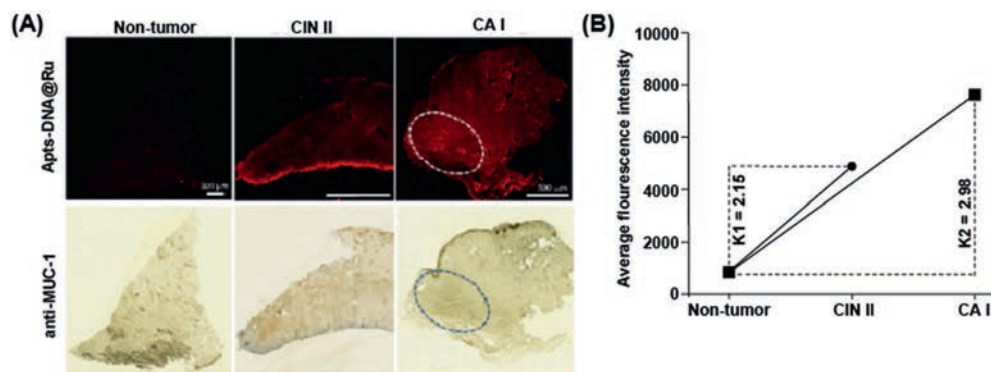 (A)
Non-tumor
CIN II
CA I
Apts-DNA@Ru
500 μm
anti-MUC-1
(B)
Average flourescence intensity
10000
8000
6000
4000
2000
0
K1 = 2.15
K2 = 2.98
Non-tumor
CIN II
CA I